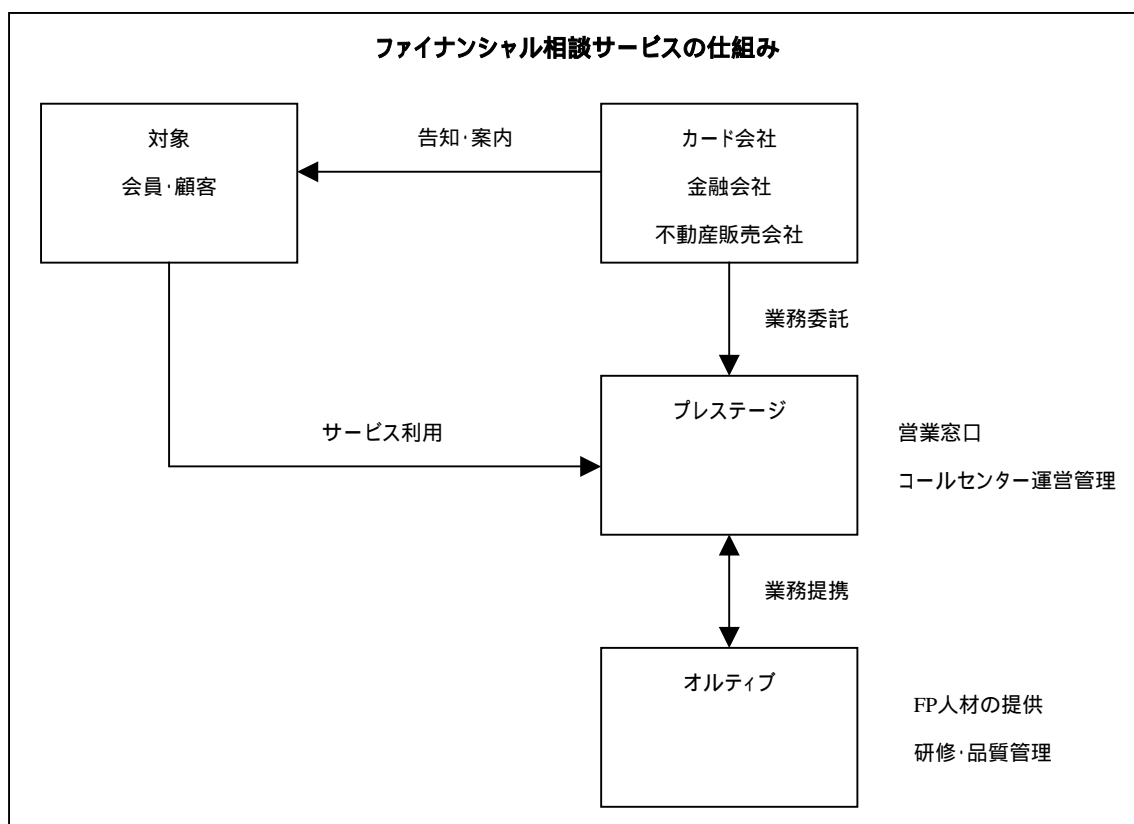 ファイナンシャル相談サービスの仕組み
対象
会員・顧客
告知・案内
カード会社
金融会社
不動産販売会社
業務委託
サービス利用
プレステージ
営業窓口
コールセンター運営管理
業務提携
オルティブ
FP人材の提供
研修・品質管理